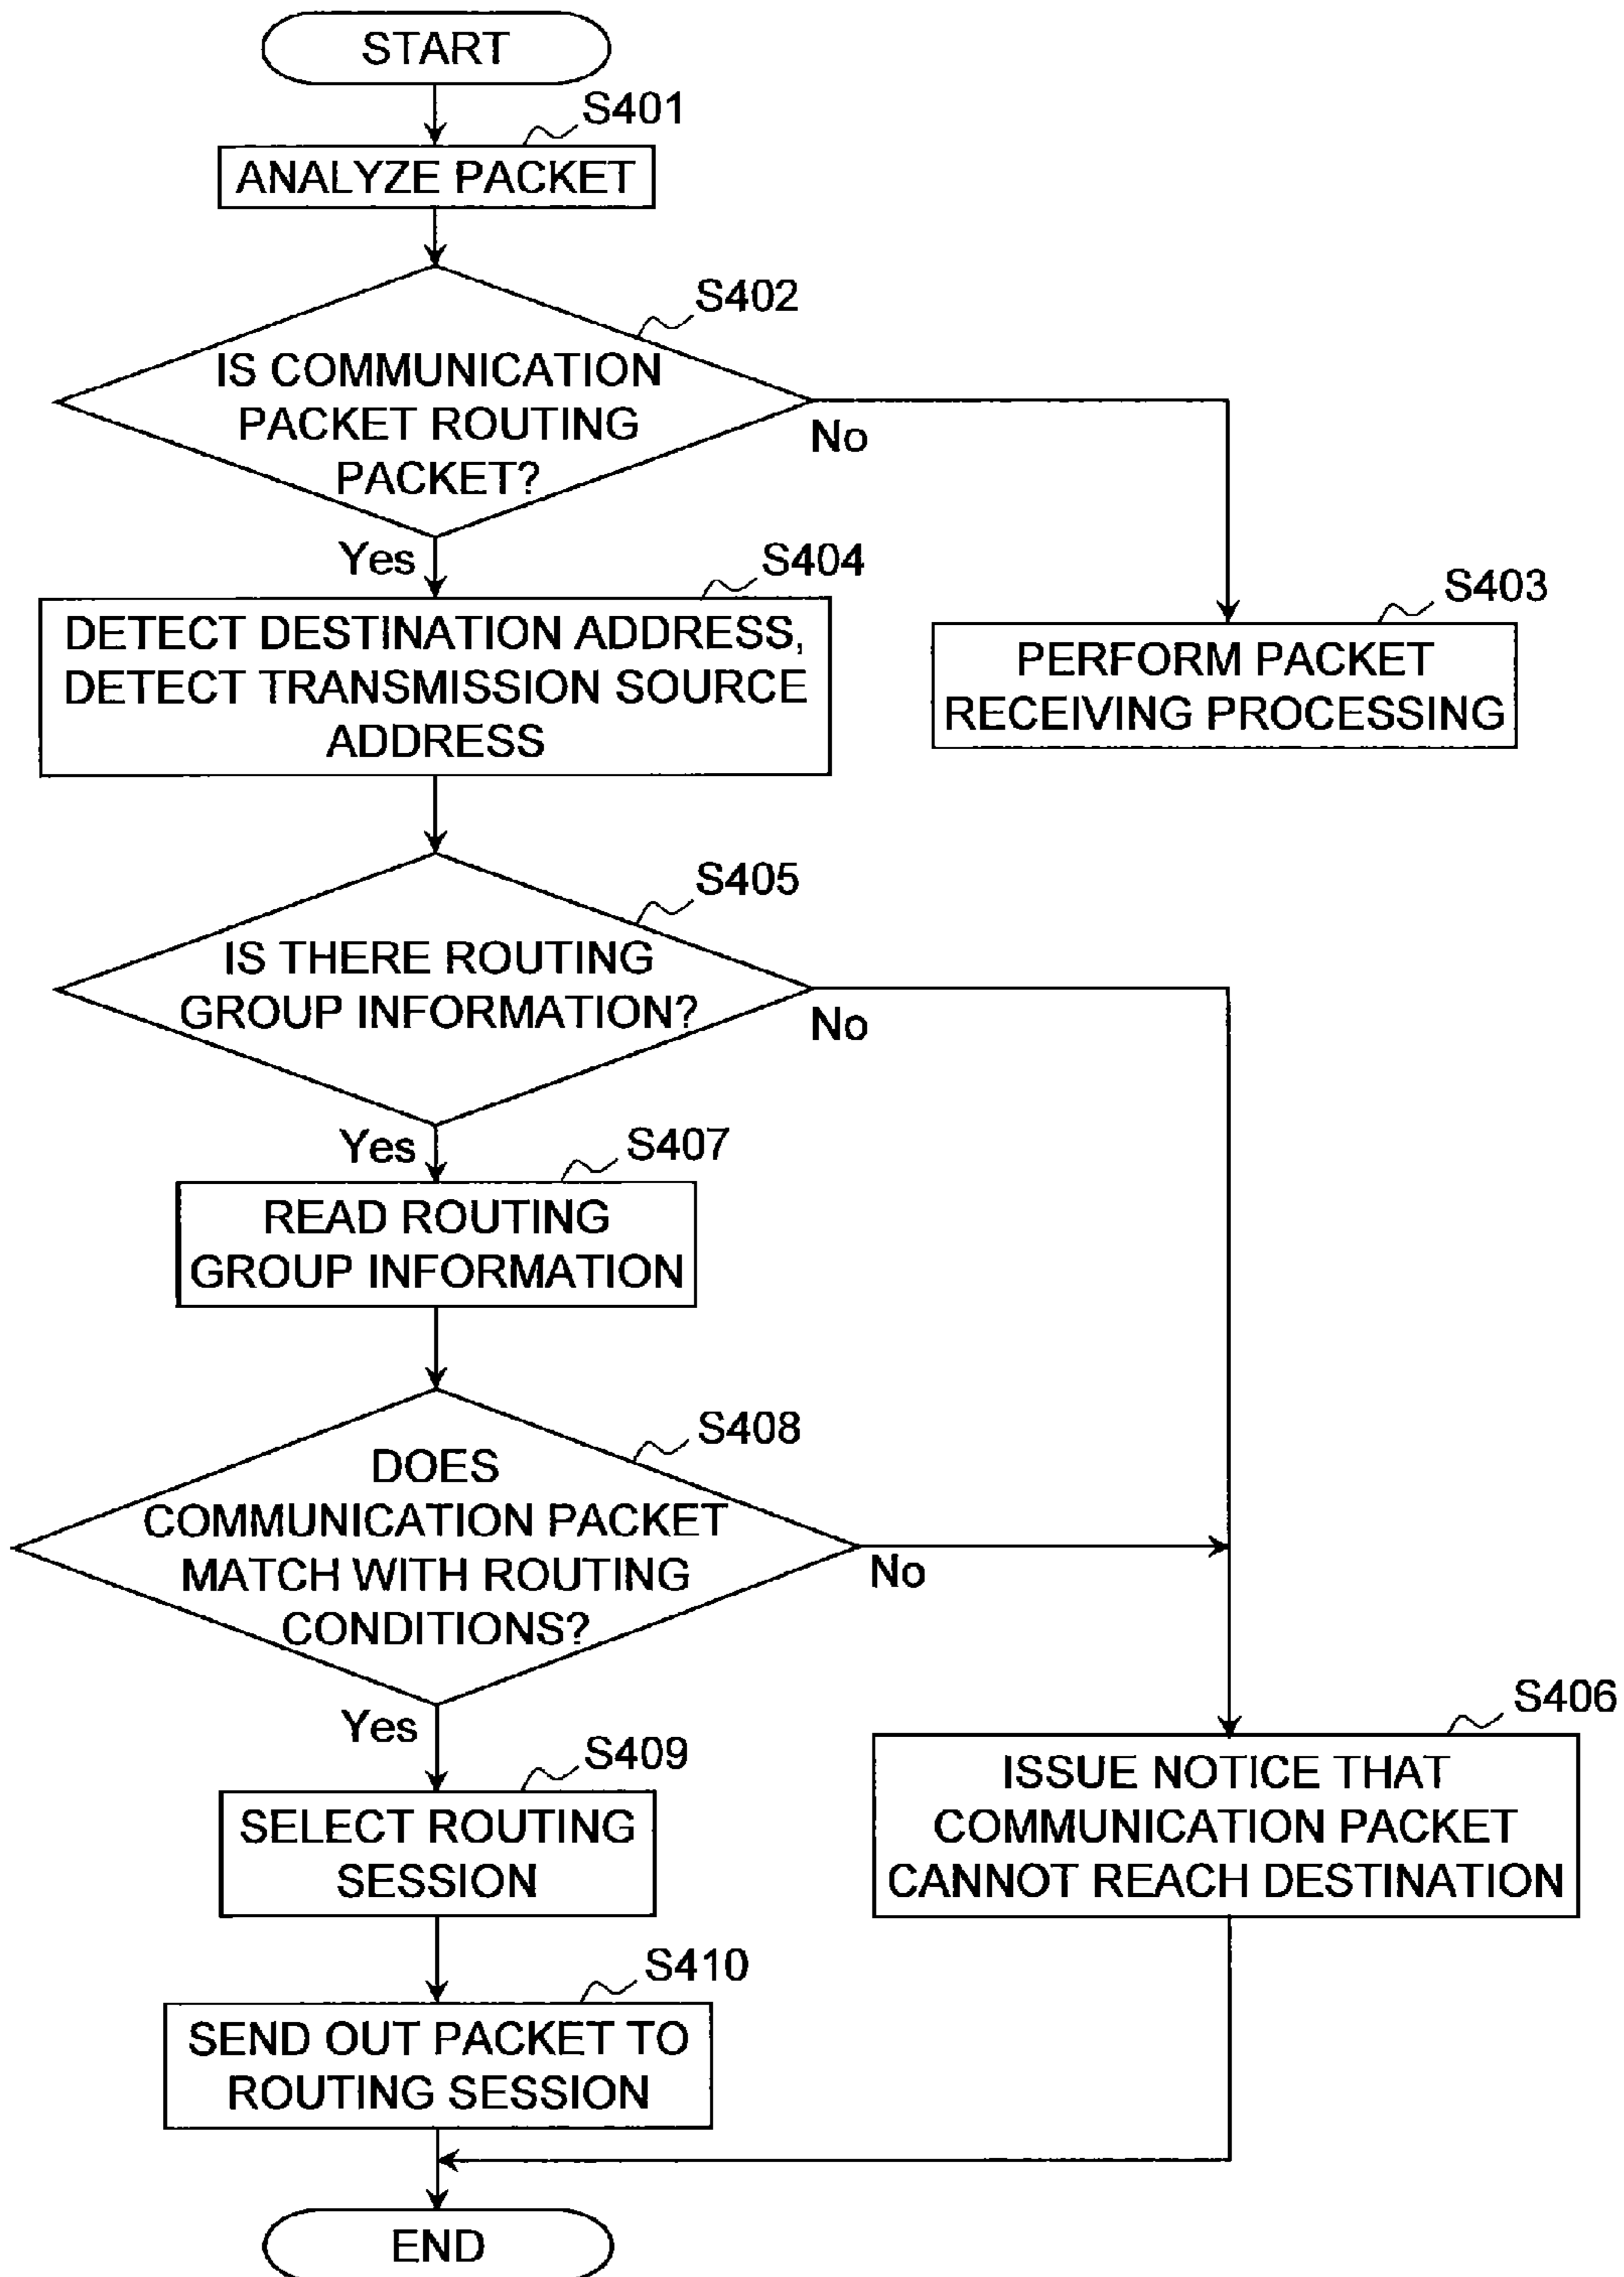 START
S401
ANALYZE PACKET
S402
IS COMMUNICATION
PACKET ROUTING
PACKET?
No
Yes
S404
DETECT DESTINATION ADDRESS,
DETECT TRANSMISSION SOURCE
ADDRESS
S403
PERFORM PACKET
RECEIVING PROCESSING
S405
IS THERE ROUTING
GROUP INFORMATION?
No
Yes
S407
READ ROUTING
GROUP INFORMATION
S408
DOES
COMMUNICATION PACKET
MATCH WITH ROUTING
CONDITIONS?
No
Yes
S409
SELECT ROUTING
SESSION
S406
ISSUE NOTICE THAT
COMMUNICATION PACKET
CANNOT REACH DESTINATION
S410
SEND OUT PACKET TO
ROUTING SESSION
END